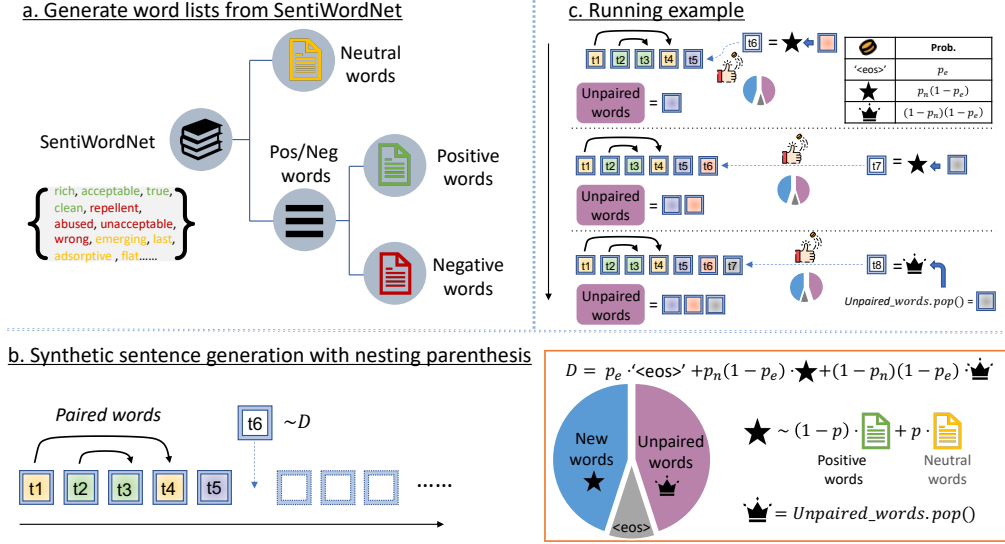 a. Generate word lists from SentiWordNet
Neutral
words
SentiWordNet
Pos/Neg
words
Positive
words
Negative
words
rich, acceptable, true,
clean, repellent,
abused, unacceptable,
wrong, emerging, last,
adsorptive , flat......
c. Running example
t6 =
t1 t2 t3 t4 t5
Unpaired
words
=
Prob.
'<eos>' p_e
p_n(1 − p_e)
(1 − p_n)(1 − p_e)
t1 t2 t3 t4 t5 t6
t7 =
Unpaired
words
=
t1 t2 t3 t4 t5 t6 t7
t8 =
Unpaired
words
=
Unpaired_words.pop() =
b. Synthetic sentence generation with nesting parenthesis
Paired words
t6 ~D
t1 t2 t3 t4 t5 ......
D = p_e ·'<eos>' +p_n(1 − p_e) · ★+(1 − p_n)(1 − p_e) ·
New
words
Unpaired
words
<eos>
★ ~ (1 − p) · + p ·
Positive
words
Neutral
words
= Unpaired_words.pop()